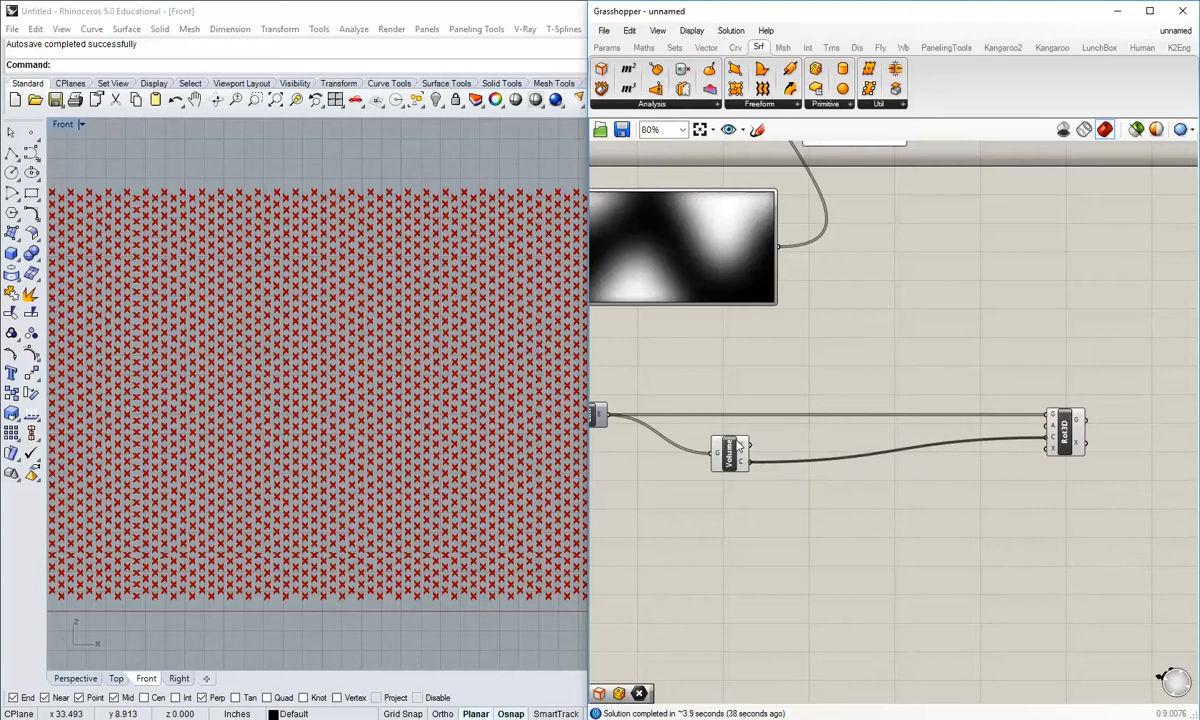 Untitled - Rhinoceros 5.0 Educational - [Front]
File Edit View Curve Surface Solid Mesh Dimension Transform Tools Analyze Render Panels Paneling Tools V-Ray T-Splines
Autosave completed successfully
Command:
Standard CPlanes Set View Display Select Viewport Layout Visibility Transform Curve Tools Surface Tools Solid Tools Mesh Tools
Front
z
x
Perspective Top Front Right
End Near Point Mid Cen Int Perp Tan Quad Knot Vertex Project Disable
CPlane x 33.493 y 8.913 z 0.000 Inches Default Grid Snap Ortho Planar Osnap SmartTrack
Grasshopper - unnamed
File Edit View Display Solution Help unnamed
Params Maths Sets Vector Crv Srf Msh Int Trns Dis Fly Wb PanelingTools Kangaroo2 Kangaroo LunchBox Human K2Eng
m² m³
Analysis Freeform Primitive Util
80%
G Volume C
G A C X Rot3D G X
Solution completed in ~3.9 seconds (38 seconds ago) 0.9.0076